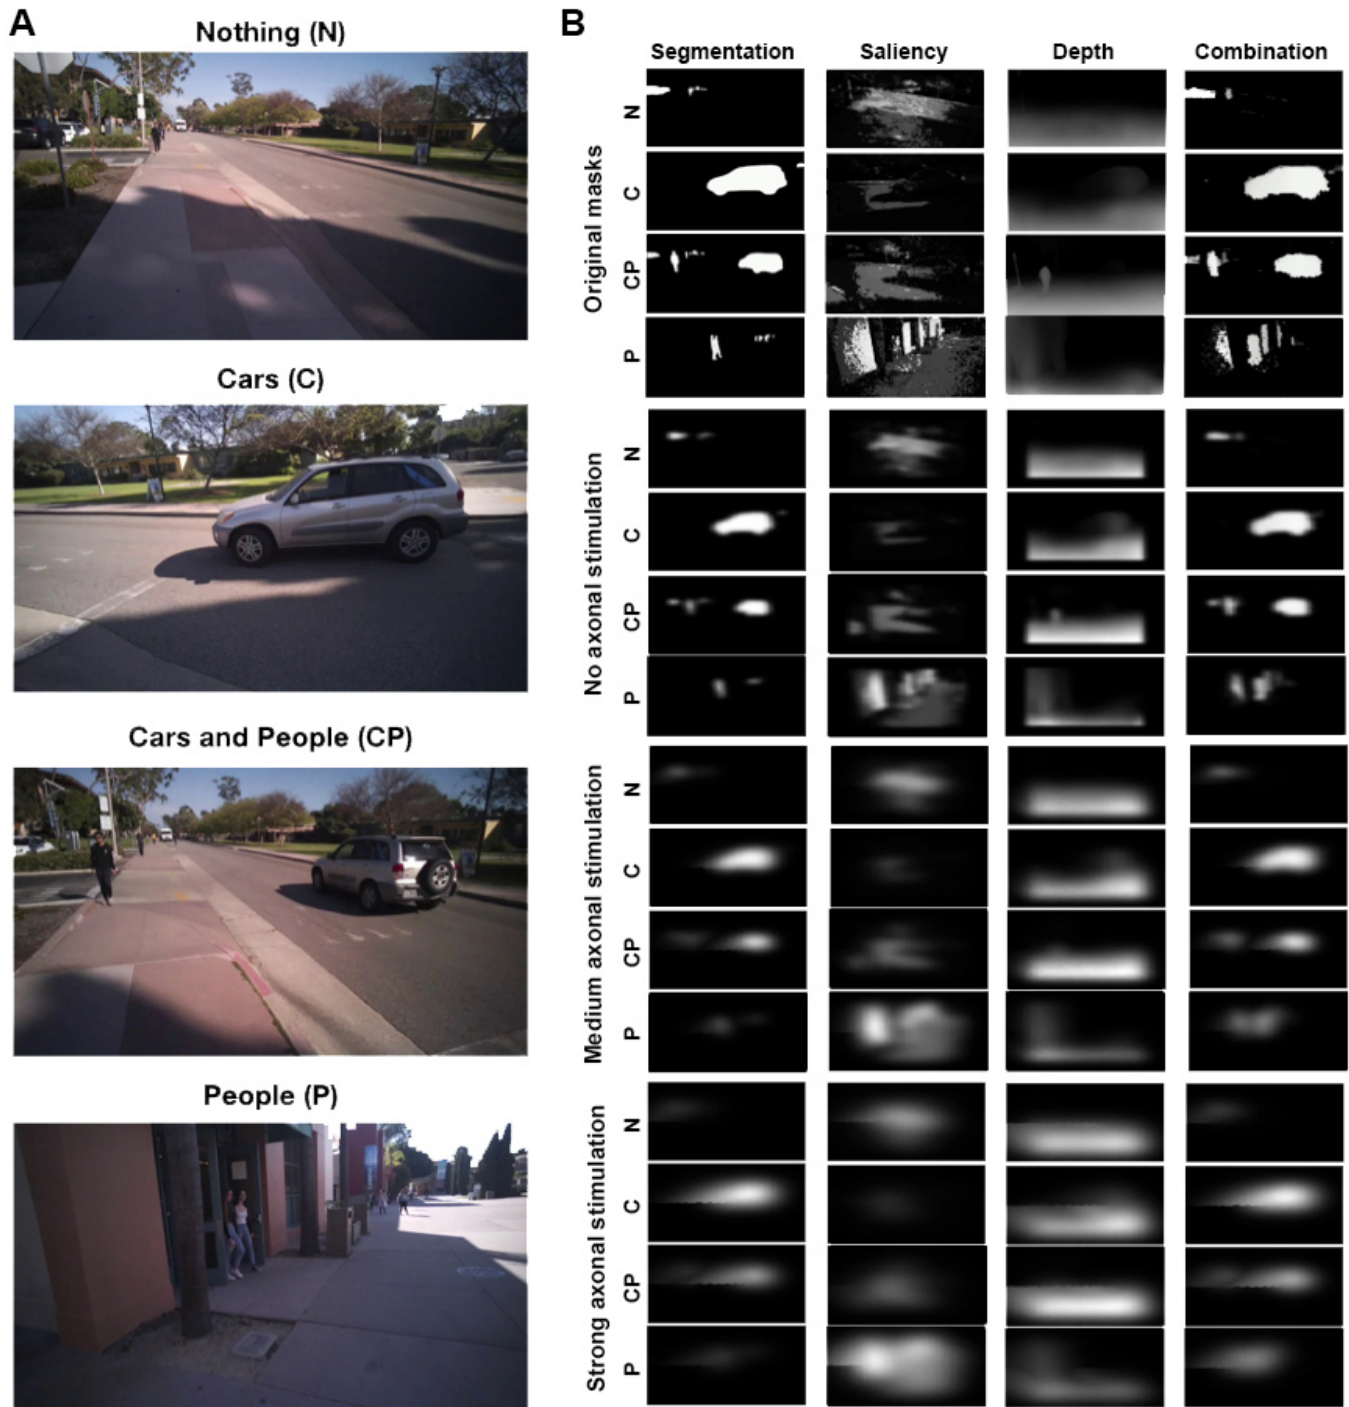 A
Nothing (N)
Cars (C)
Cars and People (CP)
People (P)
B
Segmentation Saliency Depth Combination
Original masks
N
C
CP
P
No axonal stimulation
N
C
CP
P
Medium axonal stimulation
N
C
CP
P
Strong axonal stimulation
N
C
CP
P